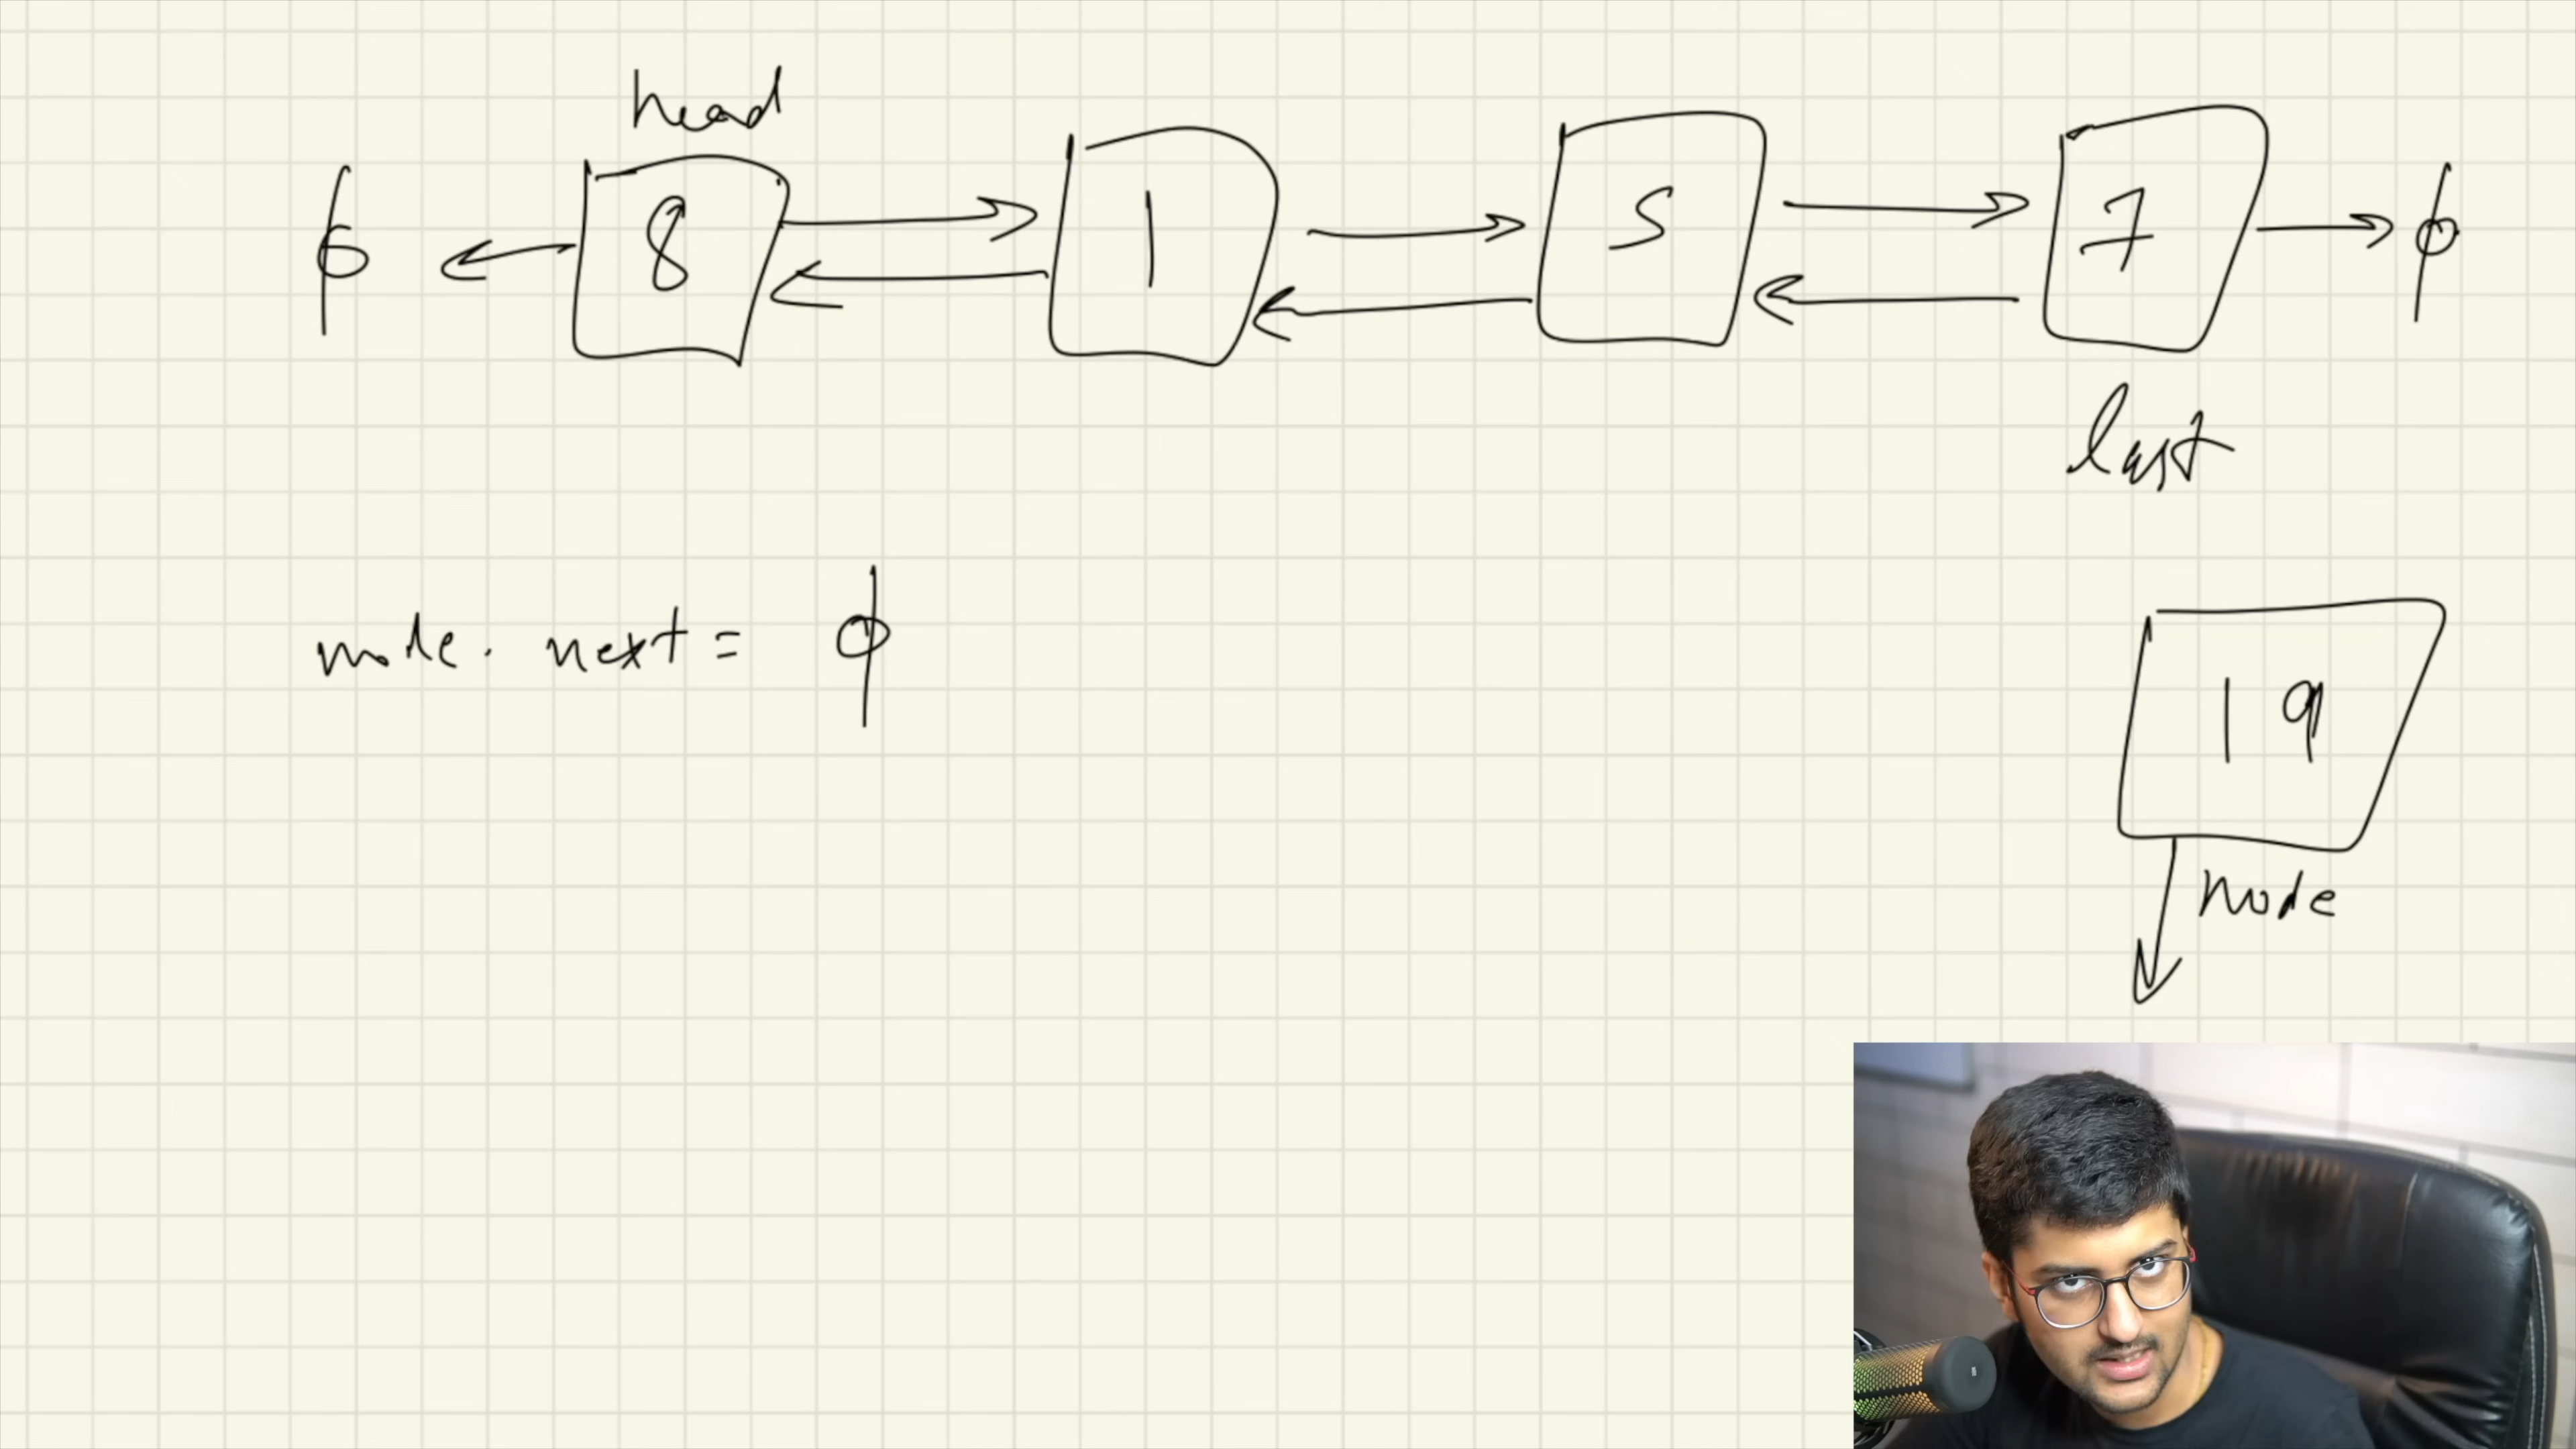 head
ϕ 8 1 5 7 ϕ
last
node. next = ϕ
19
node